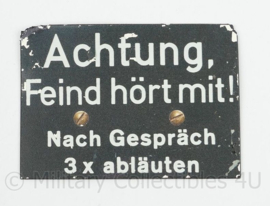 Achtung,
Feind hört mit!
Nach Gespräch
3 x abläuten
© Military Collectibles 4U